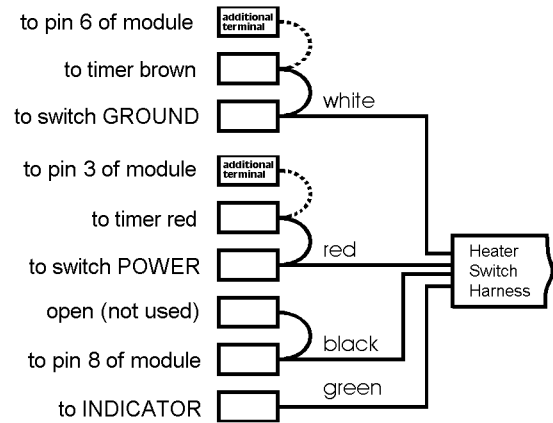 to pin 6 of module
additional
terminal
to timer brown
to switch GROUND
white
to pin 3 of module
additional
terminal
to timer red
to switch POWER
red
open (not used)
to pin 8 of module
black
to INDICATOR
green
Heater
Switch
Harness